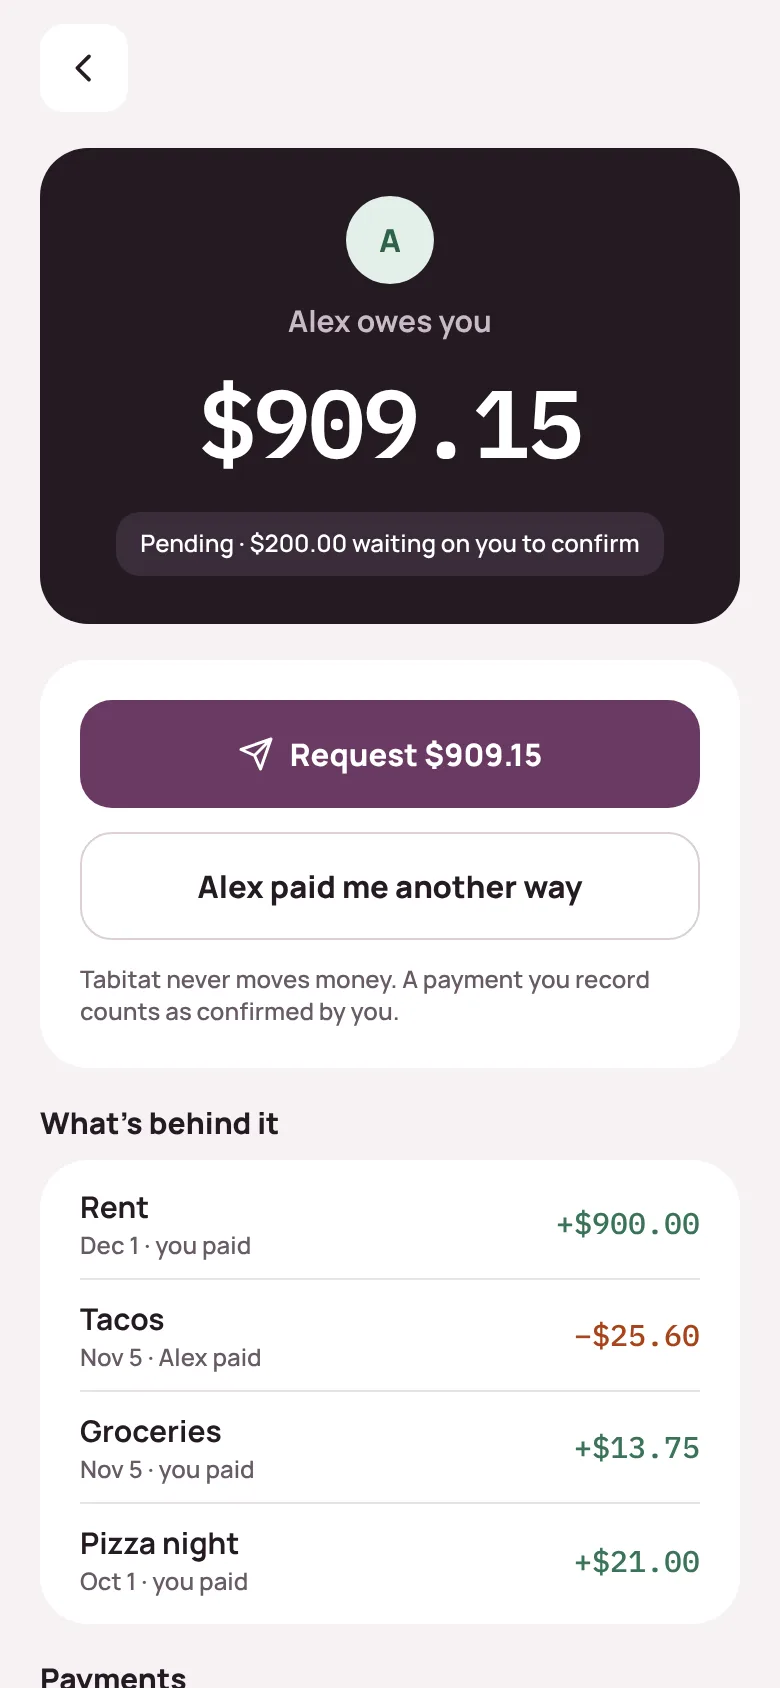 A
Alex owes you
$909.15
Pending · $200.00 waiting on you to confirm
Request $909.15
Alex paid me another way
Tabitat never moves money. A payment you record
counts as confirmed by you.
What's behind it
Rent
Dec 1 · you paid
+$900.00
Tacos
Nov 5 · Alex paid
−$25.60
Groceries
Nov 5 · you paid
+$13.75
Pizza night
Oct 1 · you paid
+$21.00
Payments